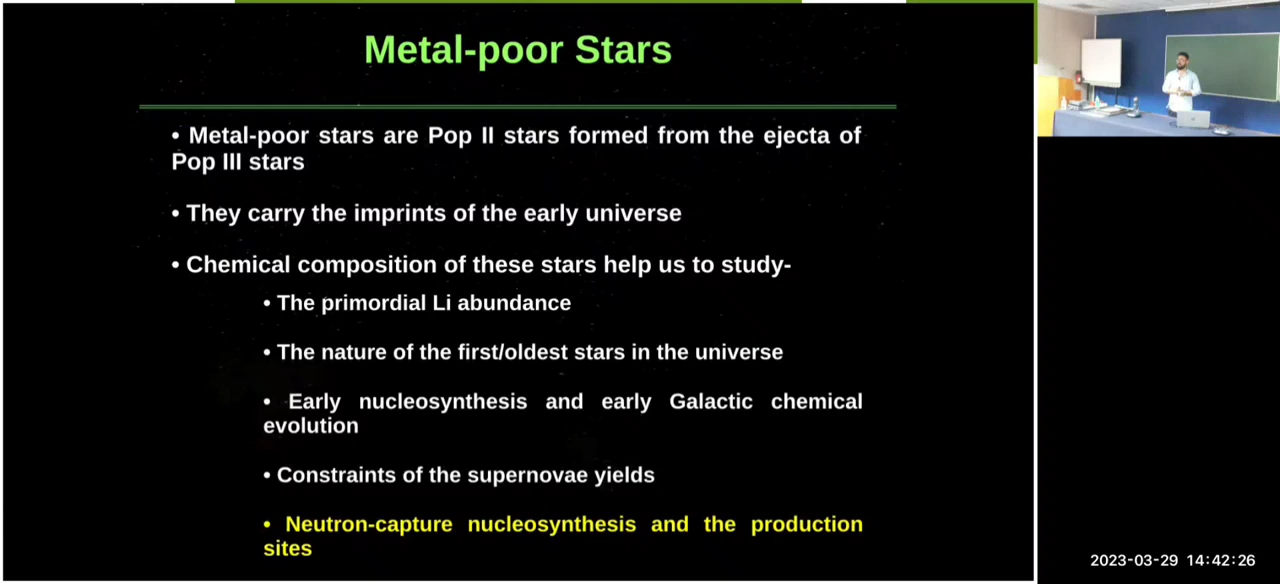 Metal-poor Stars
• Metal-poor stars are Pop II stars formed from the ejecta of
Pop III stars
• They carry the imprints of the early universe
• Chemical composition of these stars help us to study-
• The primordial Li abundance
• The nature of the first/oldest stars in the universe
• Early nucleosynthesis and early Galactic chemical
evolution
• Constraints of the supernovae yields
• Neutron-capture nucleosynthesis and the production
sites
2023-03-29 14:42:26